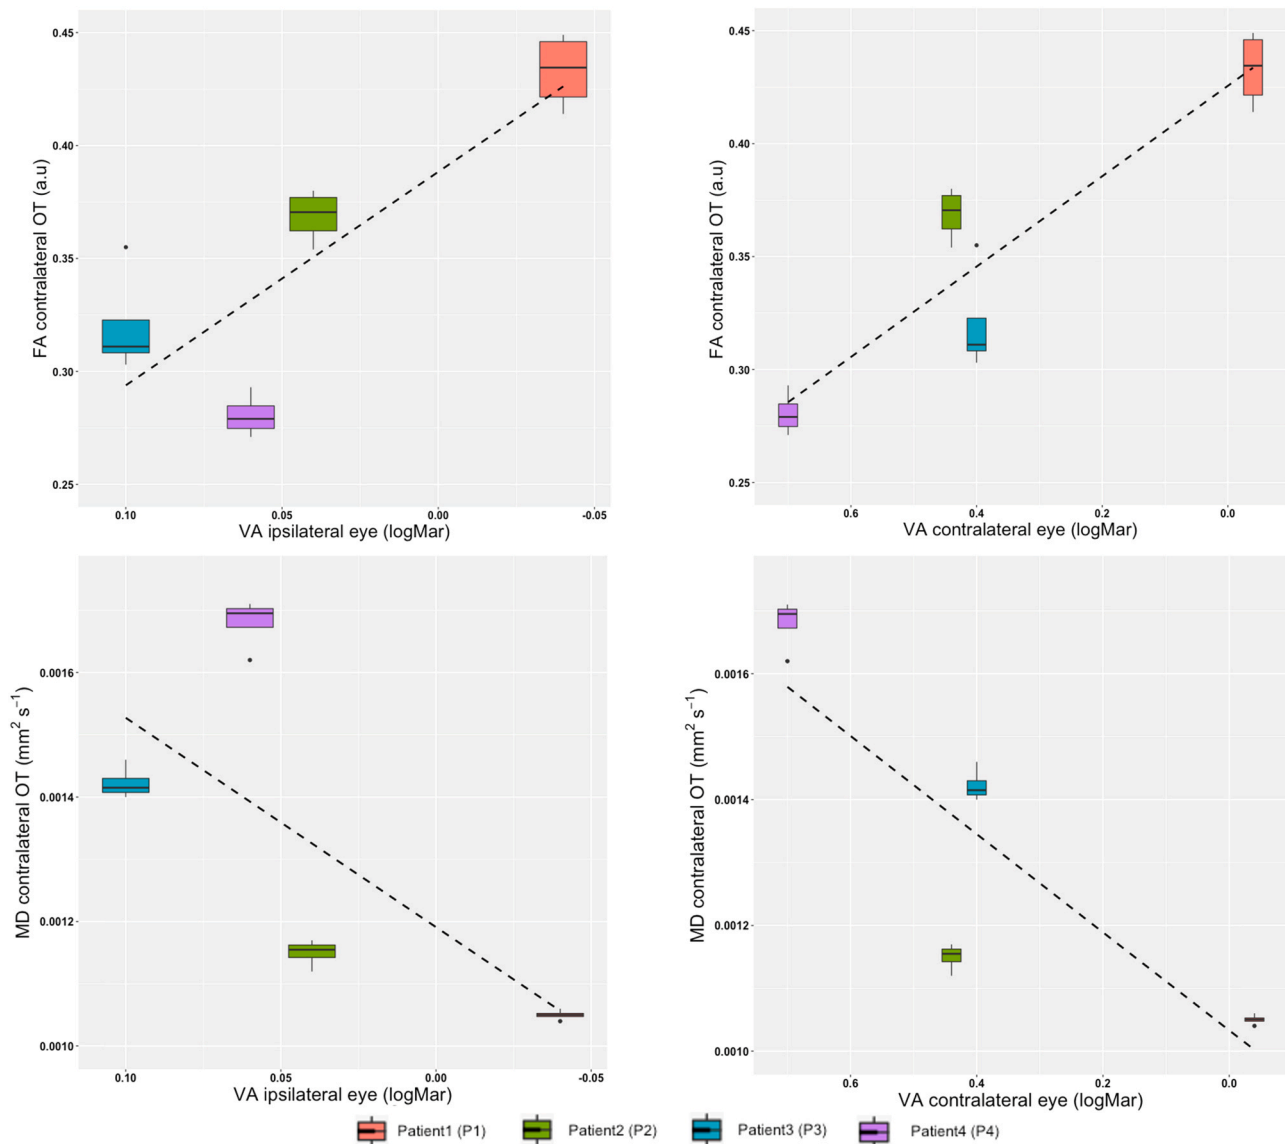 FA contralateral OT (a.u)
0.45
0.40
0.35
0.30
0.25
0.10
0.05
0.00
-0.05
VA ipsilateral eye (logMar)
FA contralateral OT (a.u)
0.45
0.40
0.35
0.30
0.25
0.6
0.4
0.2
0.0
VA contralateral eye (logMar)
MD contralateral OT (mm² s⁻¹)
0.0016
0.0014
0.0012
0.0010
0.10
0.05
0.00
-0.05
VA ipsilateral eye (logMar)
MD contralateral OT (mm² s⁻¹)
0.0016
0.0014
0.0012
0.0010
0.6
0.4
0.2
0.0
VA contralateral eye (logMar)
Patient1 (P1)
Patient2 (P2)
Patient3 (P3)
Patient4 (P4)